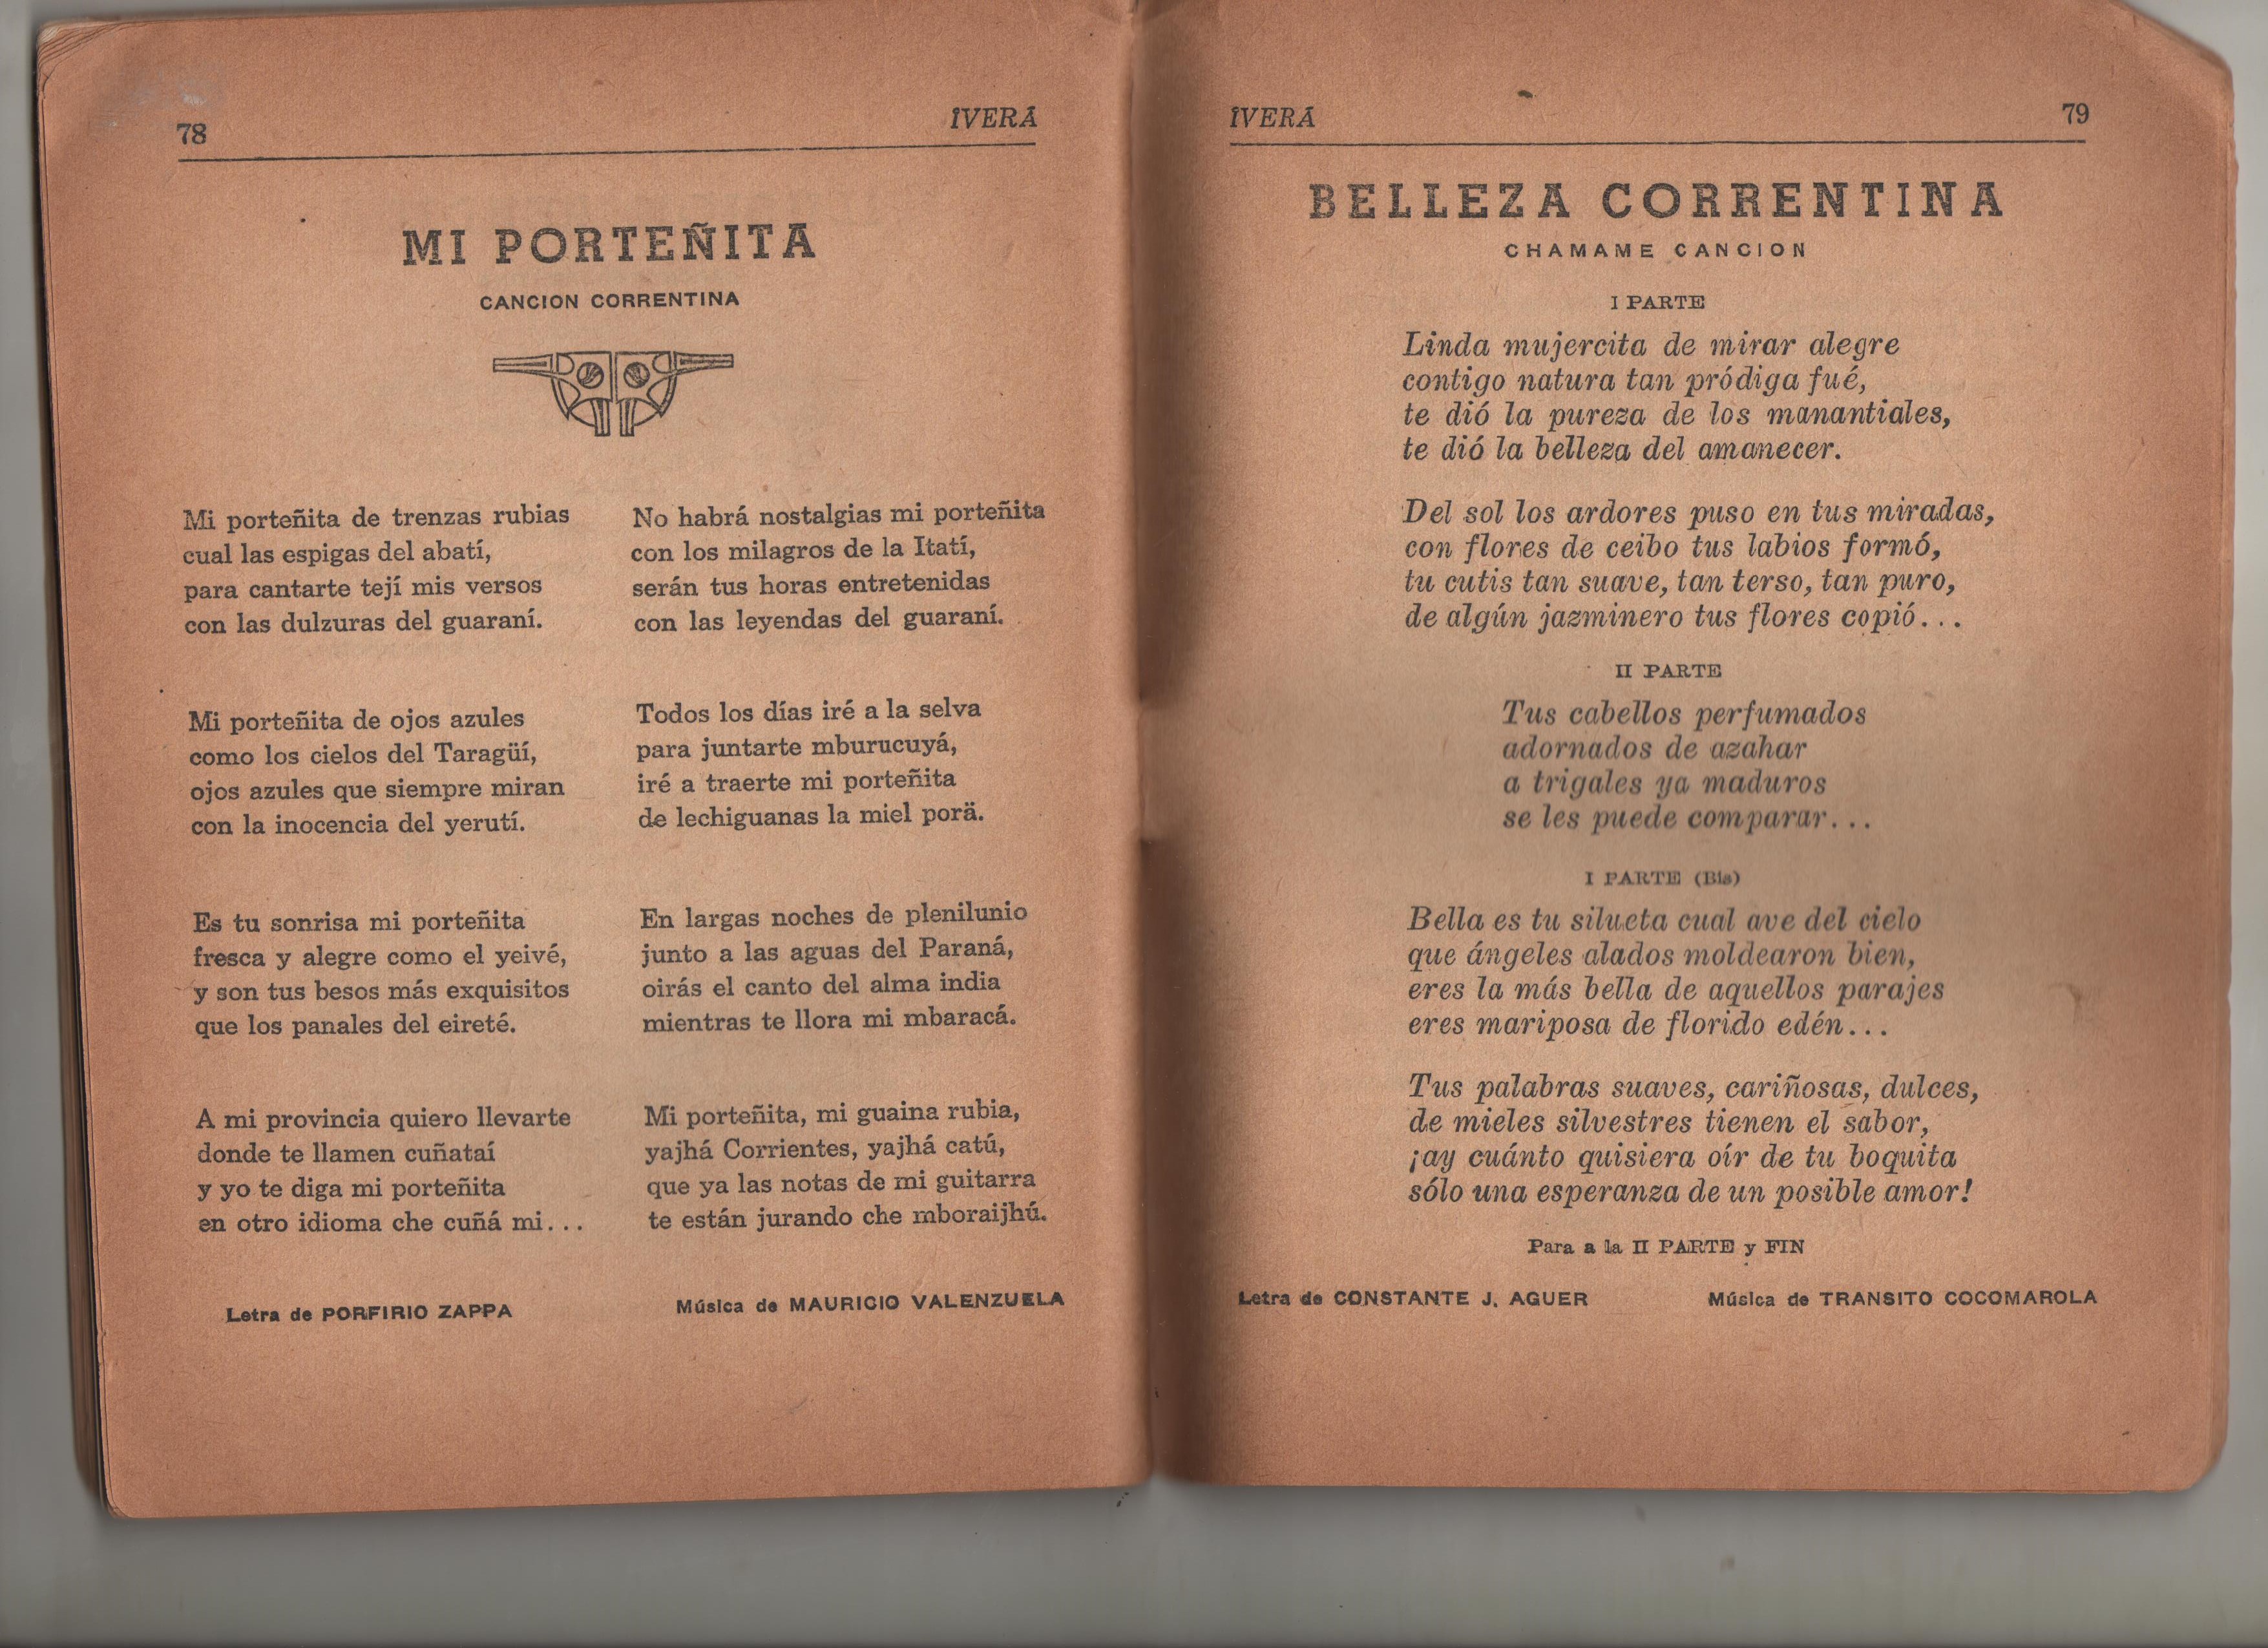 78
ÎVERÁ
MI PORTEÑITA
CANCION CORRENTINA
Mi porteñita de trenzas rubias
cual las espigas del abatí,
para cantarte tejí mis versos
con las dulzuras del guaraní.
Mi porteñita de ojos azules
como los cielos del Taragüí,
ojos azules que siempre miran
con la inocencia del yerutí.
Es tu sonrisa mi porteñita
fresca y alegre como el yeivé,
y son tus besos más exquisitos
que los panales del eireté.
A mi provincia quiero llevarte
donde te llamen cuñataí
y yo te diga mi porteñita
en otro idioma che cuñá mi...
No habrá nostalgias mi porteñita
con los milagros de la Itatí,
serán tus horas entretenidas
con las leyendas del guaraní.
Todos los días iré a la selva
para juntarte mburucuyá,
iré a traerte mi porteñita
de lechiguanas la miel porä.
En largas noches de plenilunio
junto a las aguas del Paraná,
oirás el canto del alma india
mientras te llora mi mbaracá.
Mi porteñita, mi guaina rubia,
yajhá Corrientes, yajhá catú,
que ya las notas de mi guitarra
te están jurando che mboraijhú.
Letra de PORFIRIO ZAPPA
Música de MAURICIO VALENZUELA
ÎVERÁ
79
BELLEZA CORRENTINA
CHAMAME CANCION
I PARTE
Linda mujercita de mirar alegre
contigo natura tan pródiga fué,
te dió la pureza de los manantiales,
te dió la belleza del amanecer.
Del sol los ardores puso en tus miradas,
con flores de ceibo tus labios formó,
tu cutis tan suave, tan terso, tan puro,
de algún jazminero tus flores copió...
II PARTE
Tus cabellos perfumados
adornados de azahar
a trigales ya maduros
se les puede comparar...
I PARTE (Bis)
Bella es tu silueta cual ave del cielo
que ángeles alados moldearon bien,
eres la más bella de aquellos parajes
eres mariposa de florido edén...
Tus palabras suaves, cariñosas, dulces,
de mieles silvestres tienen el sabor,
¡ay cuánto quisiera oír de tu boquita
sólo una esperanza de un posible amor!
Para a la II PARTE y FIN
Letra de CONSTANTE J. AGUER
Música de TRANSITO COCOMAROLA